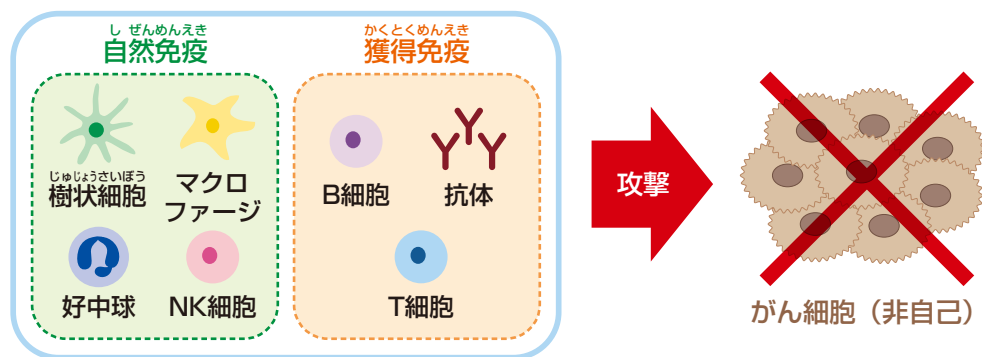 しぜんめんえき
自然免疫
かくとくめんえき
獲得免疫
じゅじょうさいぼう
樹状細胞
マクロ
ファージ
好中球
NK細胞
B細胞
抗体
T細胞
攻撃
がん細胞（非自己）